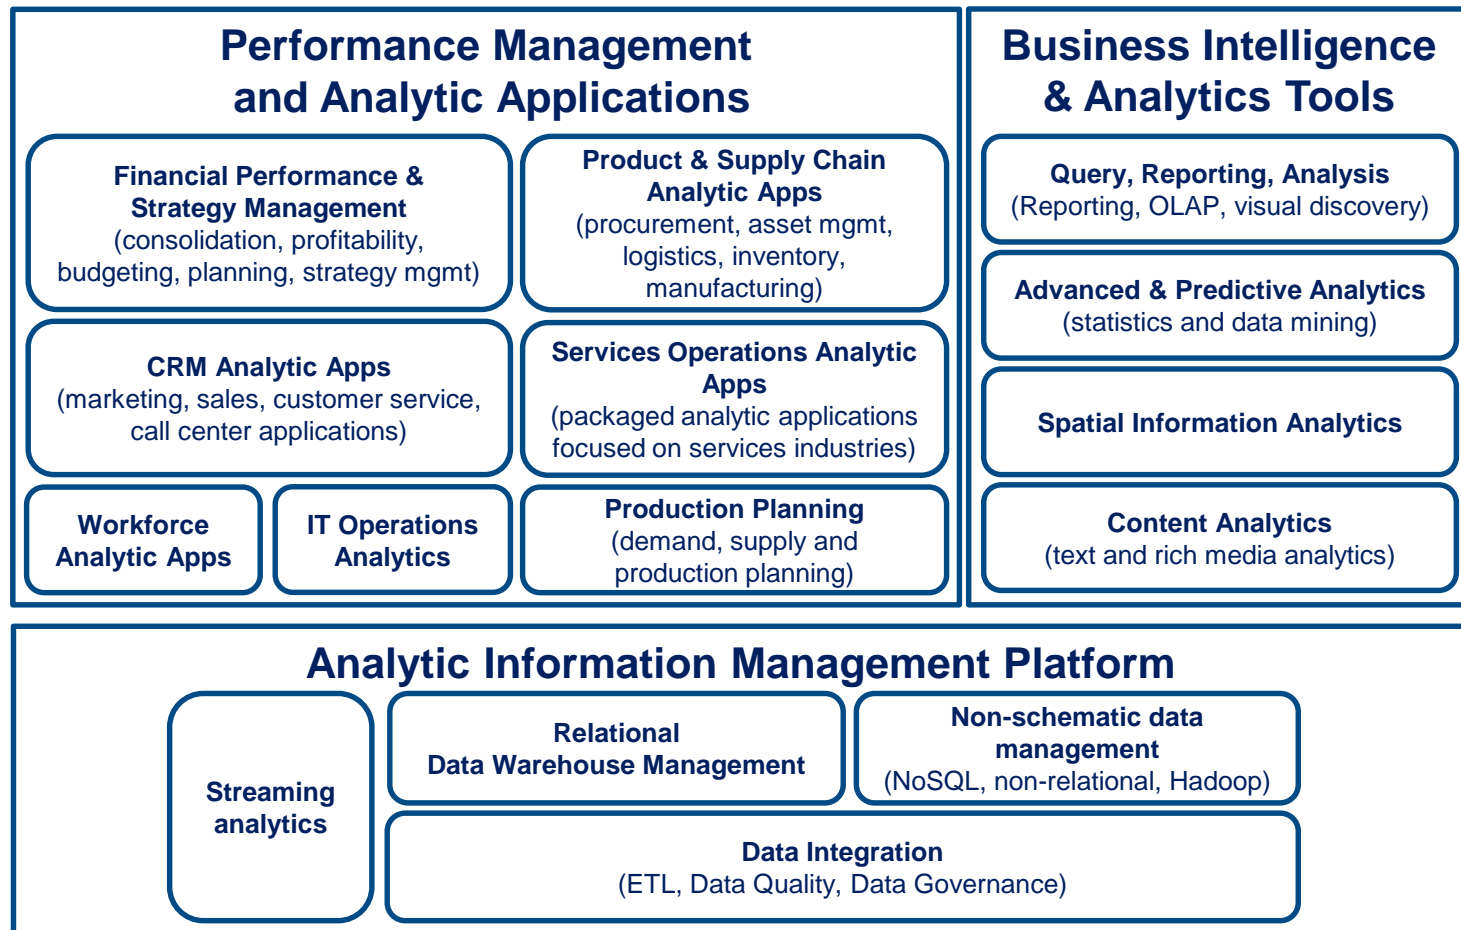 Performance Management
and Analytic Applications
Financial Performance &
Strategy Management
(consolidation, profitability,
budgeting, planning, strategy mgmt)
Product & Supply Chain
Analytic Apps
(procurement, asset mgmt,
logistics, inventory,
manufacturing)
CRM Analytic Apps
(marketing, sales, customer service,
call center applications)
Services Operations Analytic
Apps
(packaged analytic applications
focused on services industries)
Workforce
Analytic Apps
IT Operations
Analytics
Production Planning
(demand, supply and
production planning)
Business Intelligence
& Analytics Tools
Query, Reporting, Analysis
(Reporting, OLAP, visual discovery)
Advanced & Predictive Analytics
(statistics and data mining)
Spatial Information Analytics
Content Analytics
(text and rich media analytics)
Analytic Information Management Platform
Streaming
analytics
Relational
Data Warehouse Management
Non-schematic data
management
(NoSQL, non-relational, Hadoop)
Data Integration
(ETL, Data Quality, Data Governance)